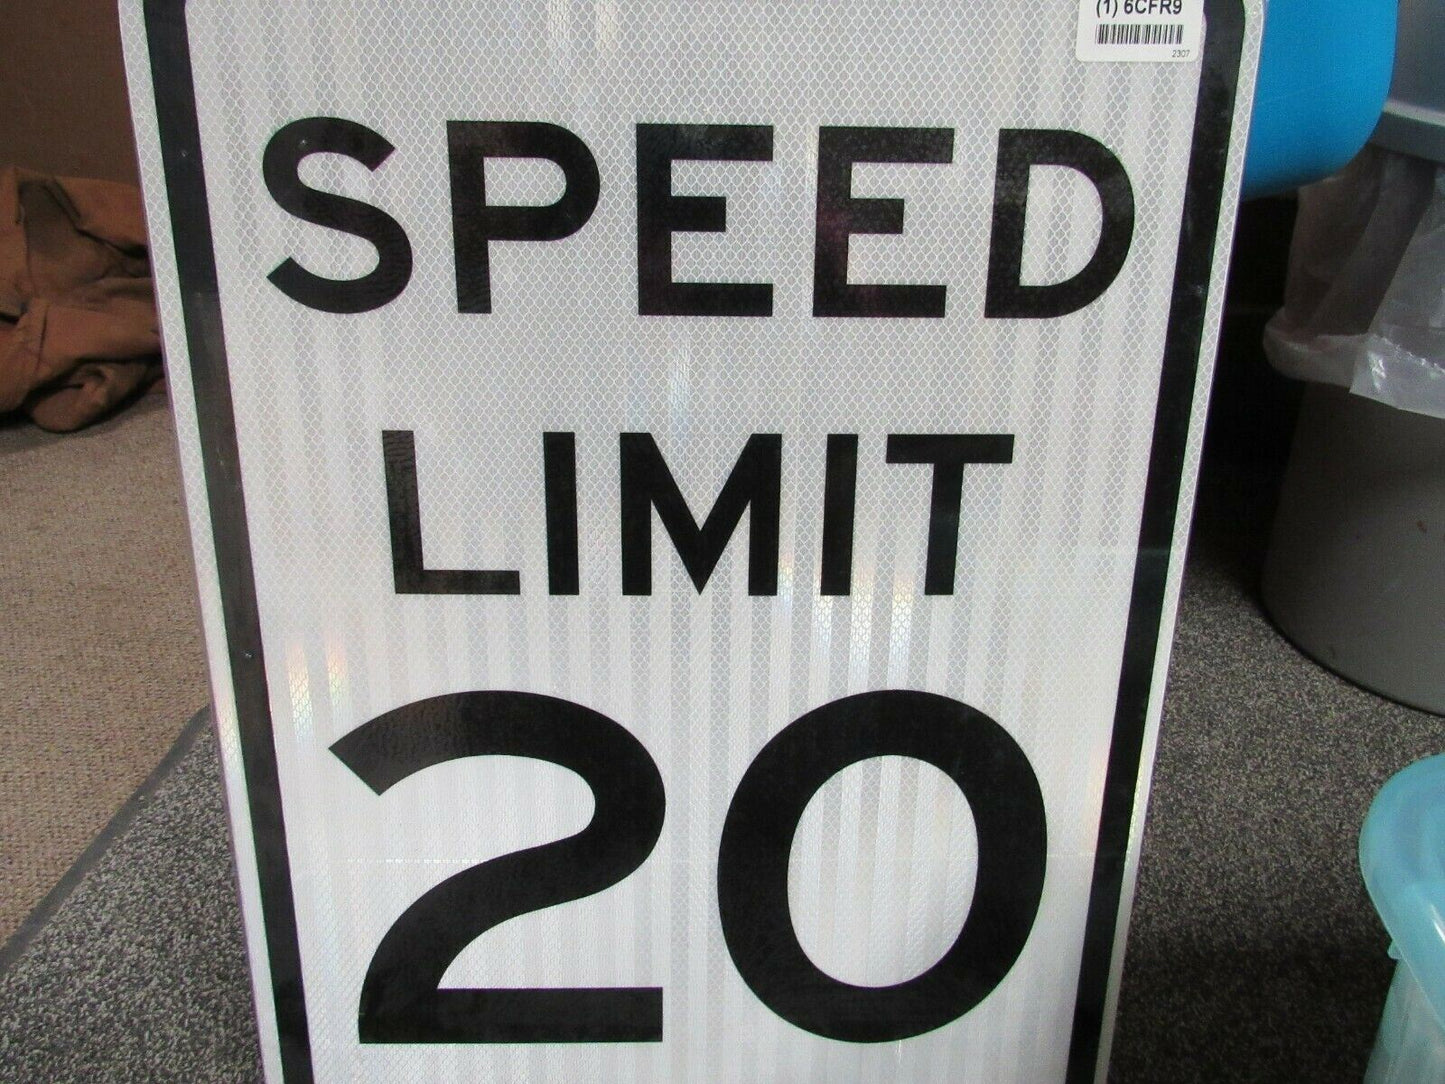 (1) 6CFR9
2307
SPEED
LIMIT
20